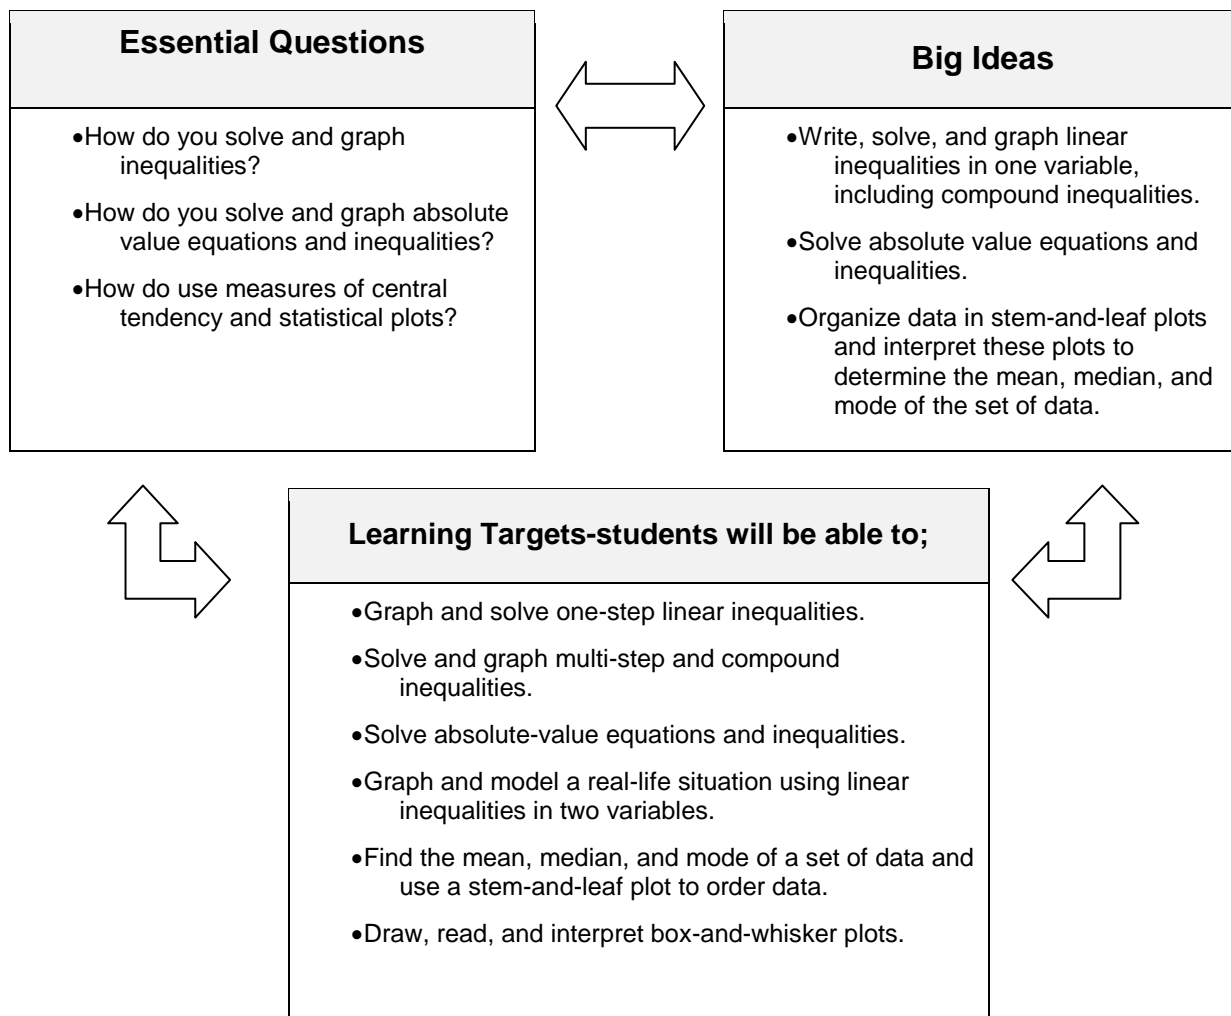 Essential Questions
•How do you solve and graph
inequalities?
•How do you solve and graph absolute
value equations and inequalities?
•How do use measures of central
tendency and statistical plots?
Big Ideas
•Write, solve, and graph linear
inequalities in one variable,
including compound inequalities.
•Solve absolute value equations and
inequalities.
•Organize data in stem-and-leaf plots
and interpret these plots to
determine the mean, median, and
mode of the set of data.
Learning Targets-students will be able to;
•Graph and solve one-step linear inequalities.
•Solve and graph multi-step and compound
inequalities.
•Solve absolute-value equations and inequalities.
•Graph and model a real-life situation using linear
inequalities in two variables.
•Find the mean, median, and mode of a set of data and
use a stem-and-leaf plot to order data.
•Draw, read, and interpret box-and-whisker plots.